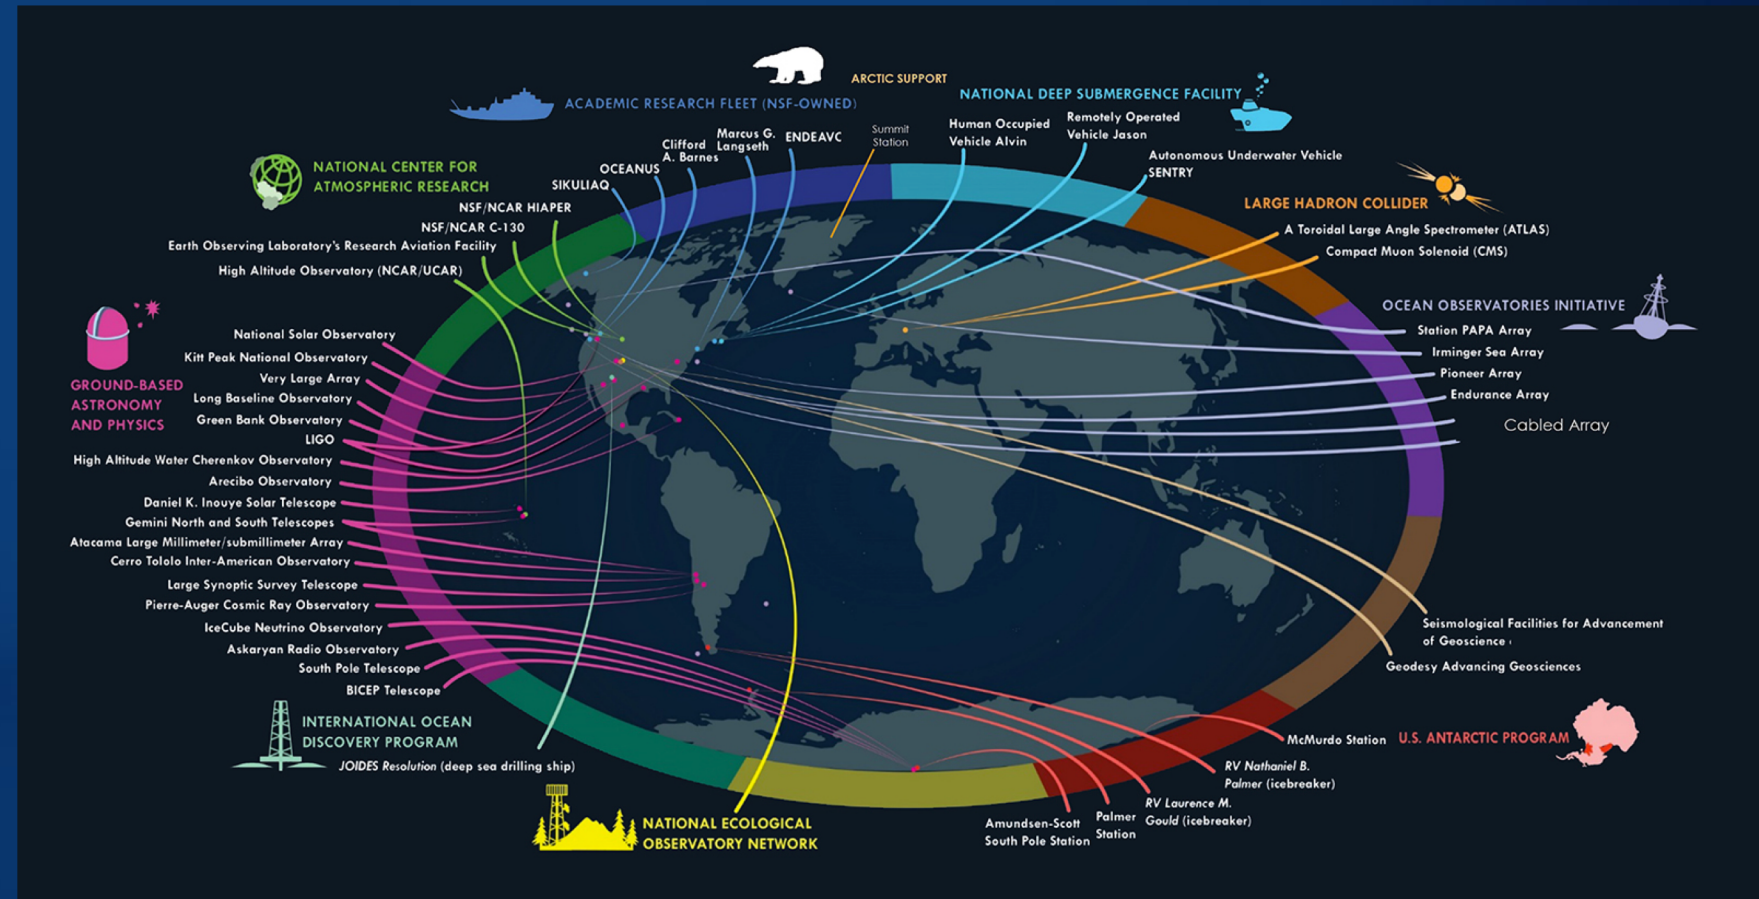 ARCTIC SUPPORT
Summit
Station
ACADEMIC RESEARCH FLEET (NSF-OWNED)
SIKULIAQ
OCEANUS
Clifford
A. Barnes
Marcus G.
Langseth
ENDEAVC
NATIONAL DEEP SUBMERGENCE FACILITY
Human Occupied
Vehicle Alvin
Remotely Operated
Vehicle Jason
Autonomous Underwater Vehicle
SENTRY
NATIONAL CENTER FOR
ATMOSPHERIC RESEARCH
NSF/NCAR HIAPER
NSF/NCAR C-130
Earth Observing Laboratory's Research Aviation Facility
High Altitude Observatory (NCAR/UCAR)
LARGE HADRON COLLIDER
A Toroidal Large Angle Spectrometer (ATLAS)
Compact Muon Solenoid (CMS)
OCEAN OBSERVATORIES INITIATIVE
Station PAPA Array
Irminger Sea Array
Pioneer Array
Endurance Array
Cabled Array
GROUND-BASED
ASTRONOMY
AND PHYSICS
National Solar Observatory
Kitt Peak National Observatory
Very Large Array
Long Baseline Observatory
Green Bank Observatory
LIGO
High Altitude Water Cherenkov Observatory
Arecibo Observatory
Daniel K. Inouye Solar Telescope
Gemini North and South Telescopes
Atacama Large Millimeter/submillimeter Array
Cerro Tololo Inter-American Observatory
Large Synoptic Survey Telescope
Pierre-Auger Cosmic Ray Observatory
IceCube Neutrino Observatory
Askaryan Radio Observatory
South Pole Telescope
BICEP Telescope
Seismological Facilities for Advancement
of Geoscience
Geodesy Advancing Geosciences
INTERNATIONAL OCEAN
DISCOVERY PROGRAM
JOIDES Resolution (deep sea drilling ship)
NATIONAL ECOLOGICAL
OBSERVATORY NETWORK
U.S. ANTARCTIC PROGRAM
McMurdo Station
RV Nathaniel B.
Palmer (icebreaker)
RV Laurence M.
Gould (icebreaker)
Palmer
Station
Amundsen-Scott
South Pole Station